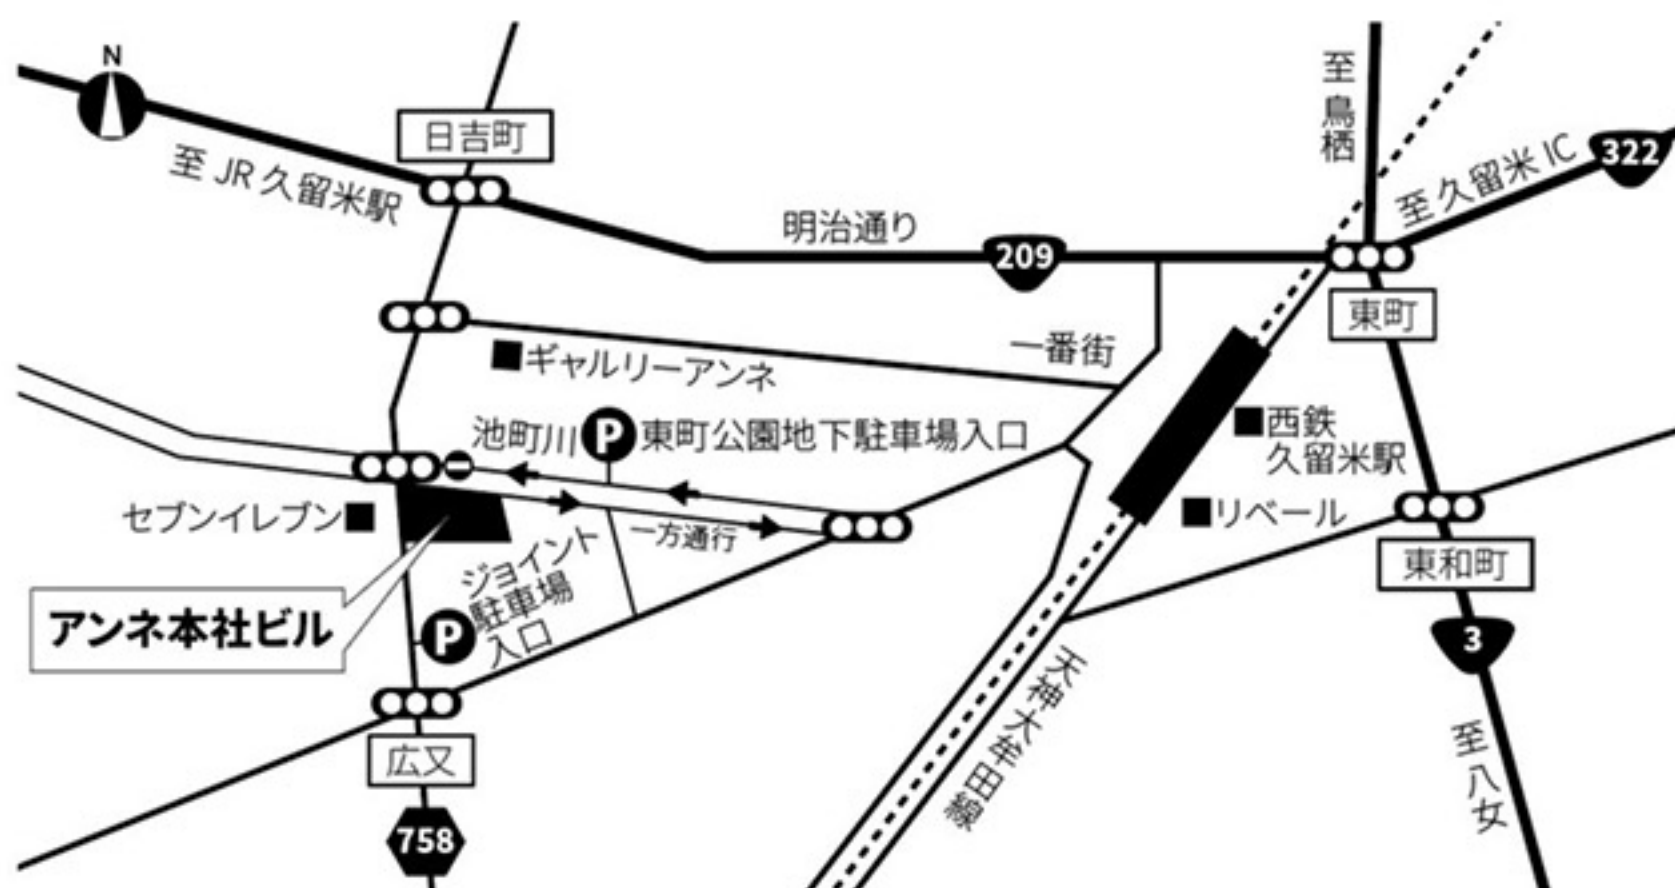 N
日吉町
至 JR 久留米駅
明治通り
209
至 鳥栖
至 久留米 IC
322
東町
一番街
ギャルリーアンネ
池町川
P
東町公園地下駐車場入口
西鉄
久留米駅
リベール
セブンイレブン
一方通行
ジョイント
駐車場
入口
P
アンネ本社ビル
東和町
3
至 八女
天神大牟田線
広又
758